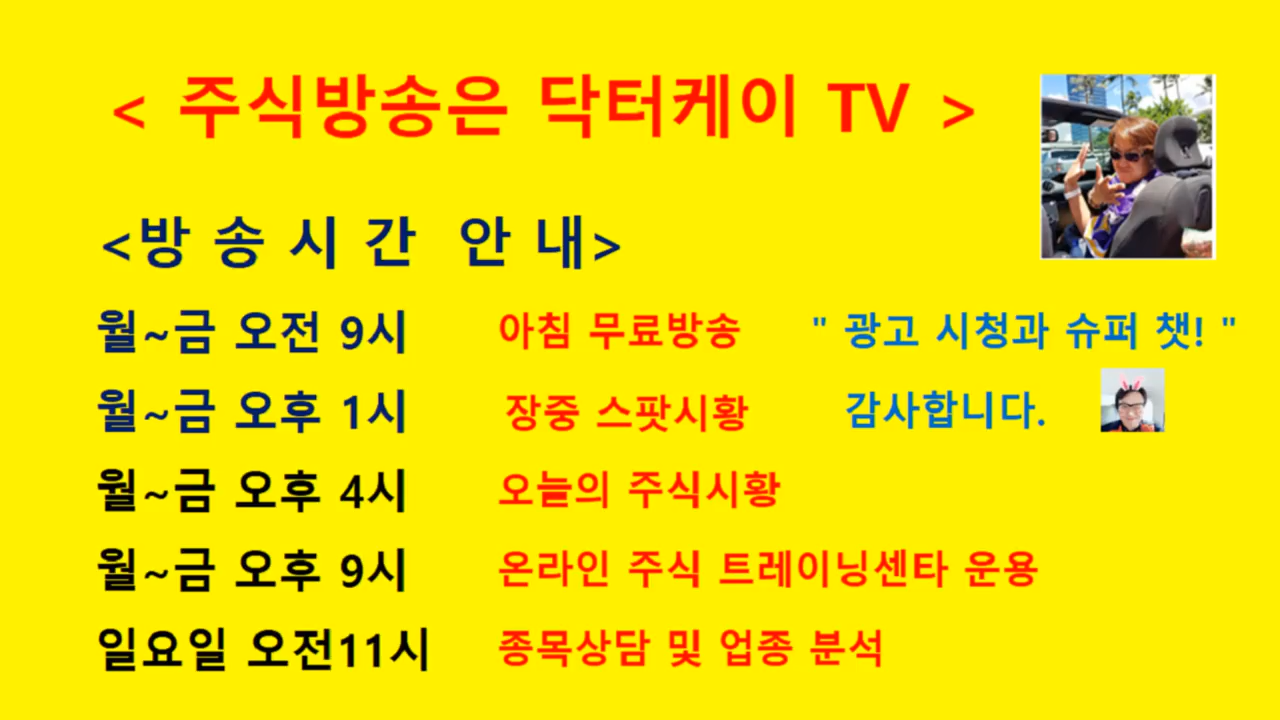 < 주식방송은 닥터케이 TV >
<방 송 시 간 안 내>
월~금 오전 9시 아침 무료방송 " 광고 시청과 슈퍼 챗! "
월~금 오후 1시 장중 스팟시황 감사합니다.
월~금 오후 4시 오늘의 주식시황
월~금 오후 9시 온라인 주식 트레이닝센타 운용
일요일 오전11시 종목상담 및 업종 분석